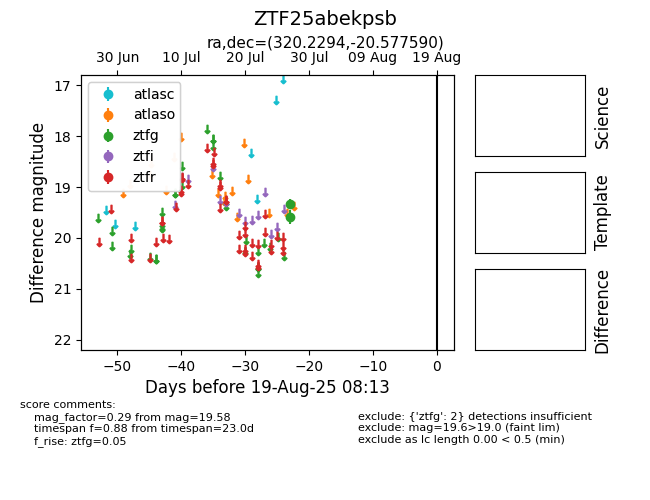 ZTF25abekpsb
ra,dec=(320.2294,-20.577590)
30 Jun 10 Jul 20 Jul 30 Jul 09 Aug 19 Aug
17
18
19
20
21
22
Difference magnitude
atlasc
atlaso
ztfg
ztfi
ztfr
−50 −40 −30 −20 −10 0
Days before 19-Aug-25 08:13
Science
Template
Difference
score comments:
mag_factor=0.29 from mag=19.58
timespan f=0.88 from timespan=23.0d
f_rise: ztfg=0.05
exclude: {'ztfg': 2} detections insufficient
exclude: mag=19.6>19.0 (faint lim)
exclude as lc length 0.00 < 0.5 (min)